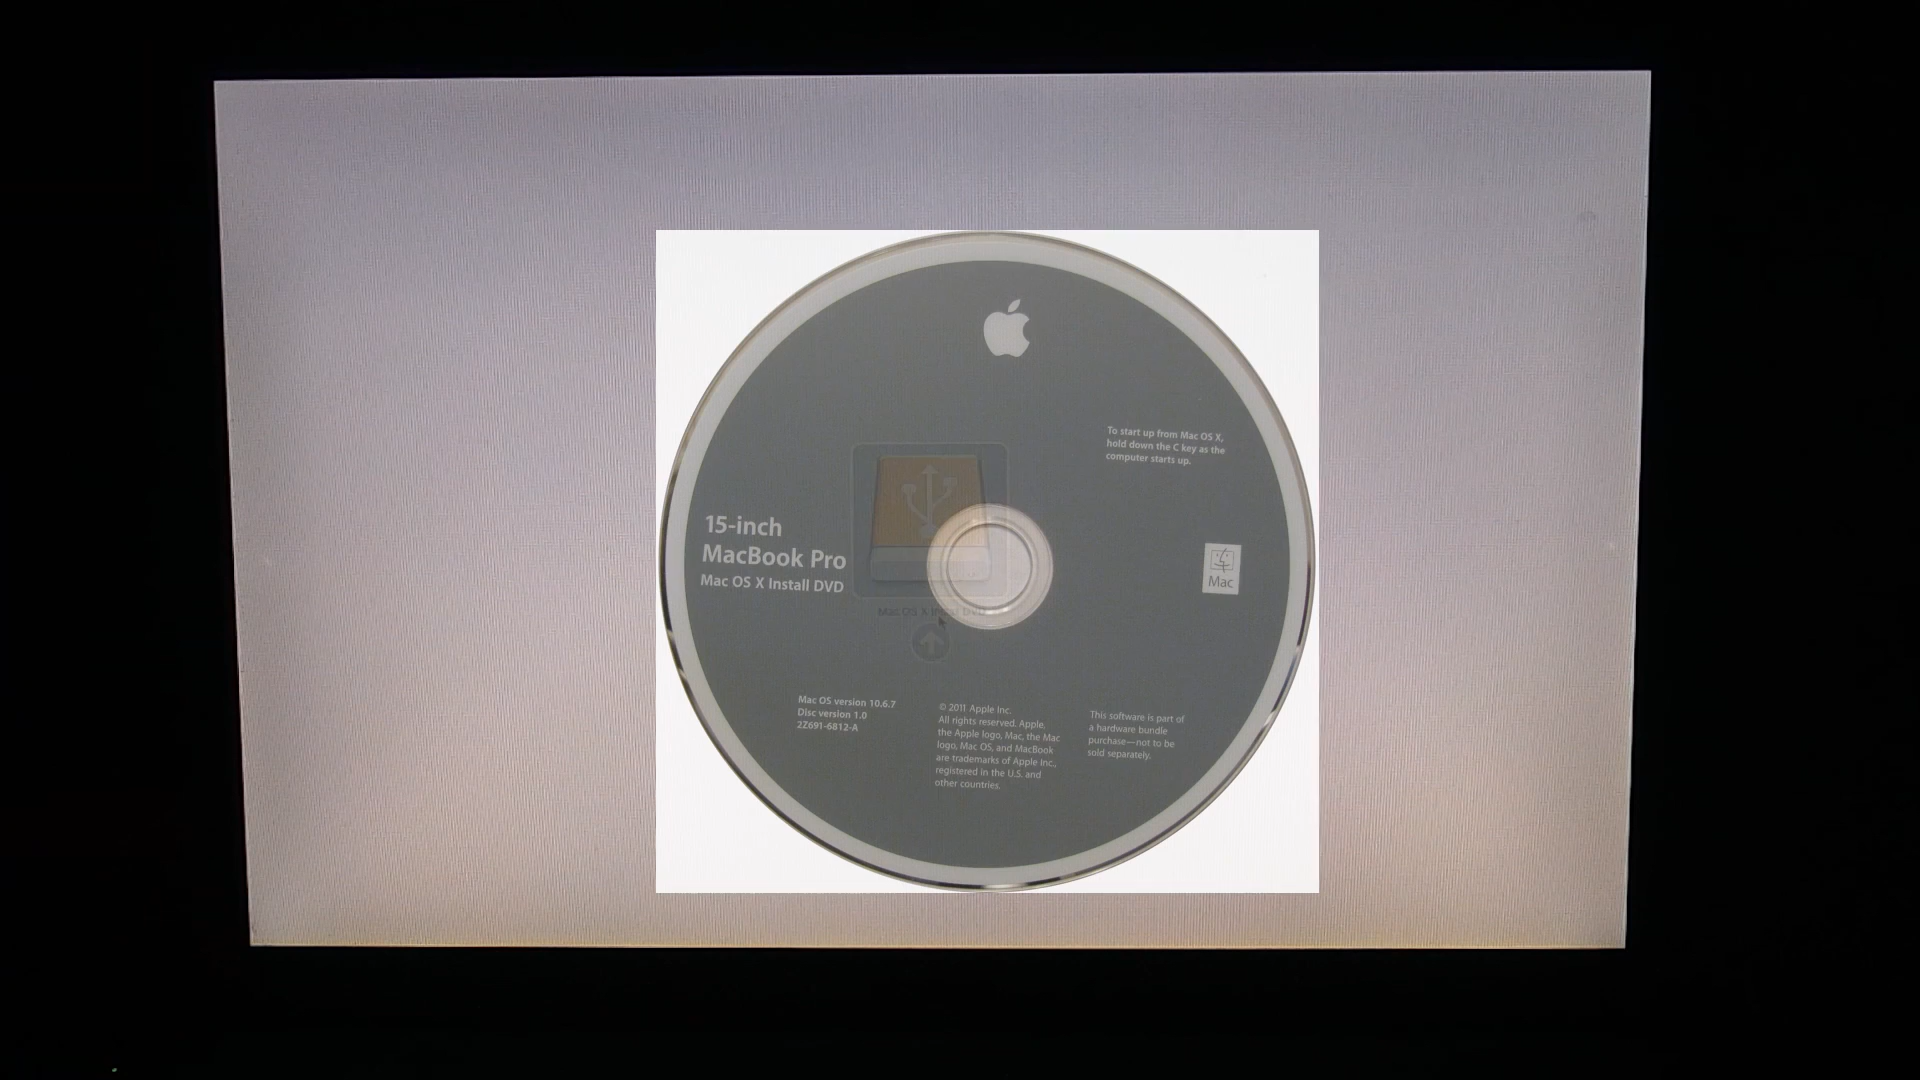 To start up from Mac OS X,
hold down the C key as the
computer starts up.
15-inch
MacBook Pro
Mac OS X Install DVD
Mac
Mac OS X Install DVD
Mac OS version 10.6.7
Disc version 1.0
2Z691-6812-A
© 2011 Apple Inc.
All rights reserved. Apple,
the Apple logo, Mac, the Mac
logo, Mac OS, and MacBook
are trademarks of Apple Inc.,
registered in the U.S. and
other countries.
This software is part of
a hardware bundle
purchase—not to be
sold separately.